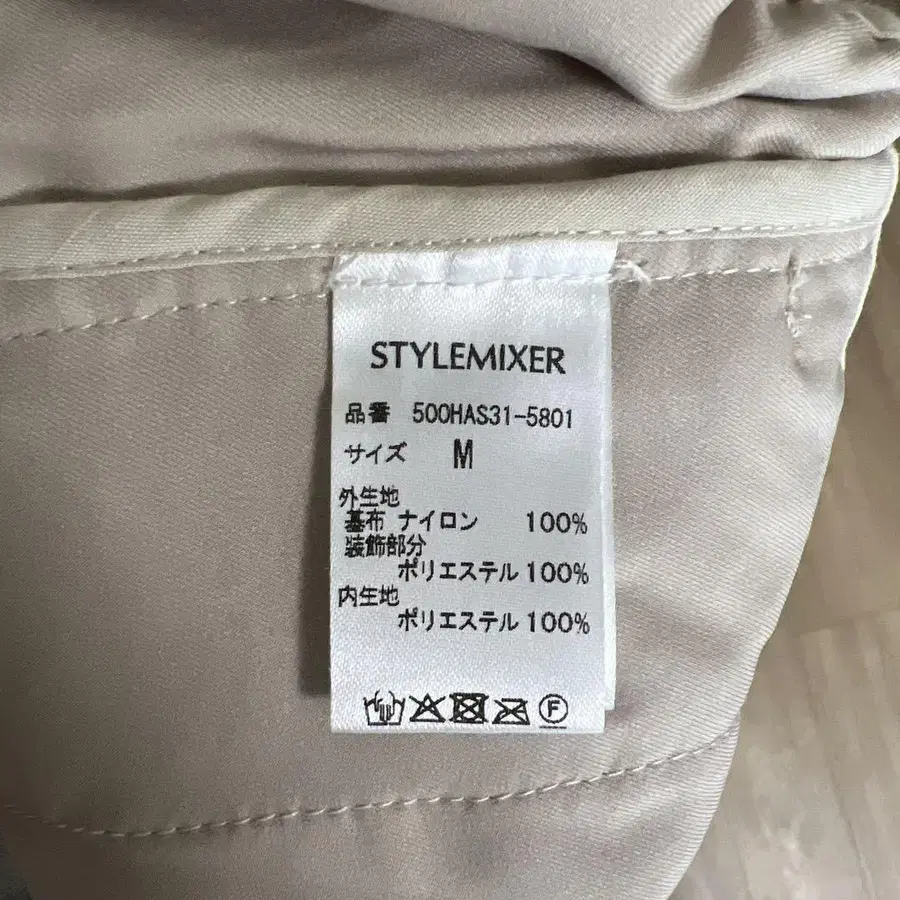 STYLEMIXER
品番 500HAS31-5801
サイズ M
外生地
基布 ナイロン 100%
装飾部分
ポリエステル 100%
内生地
ポリエステル 100%
F